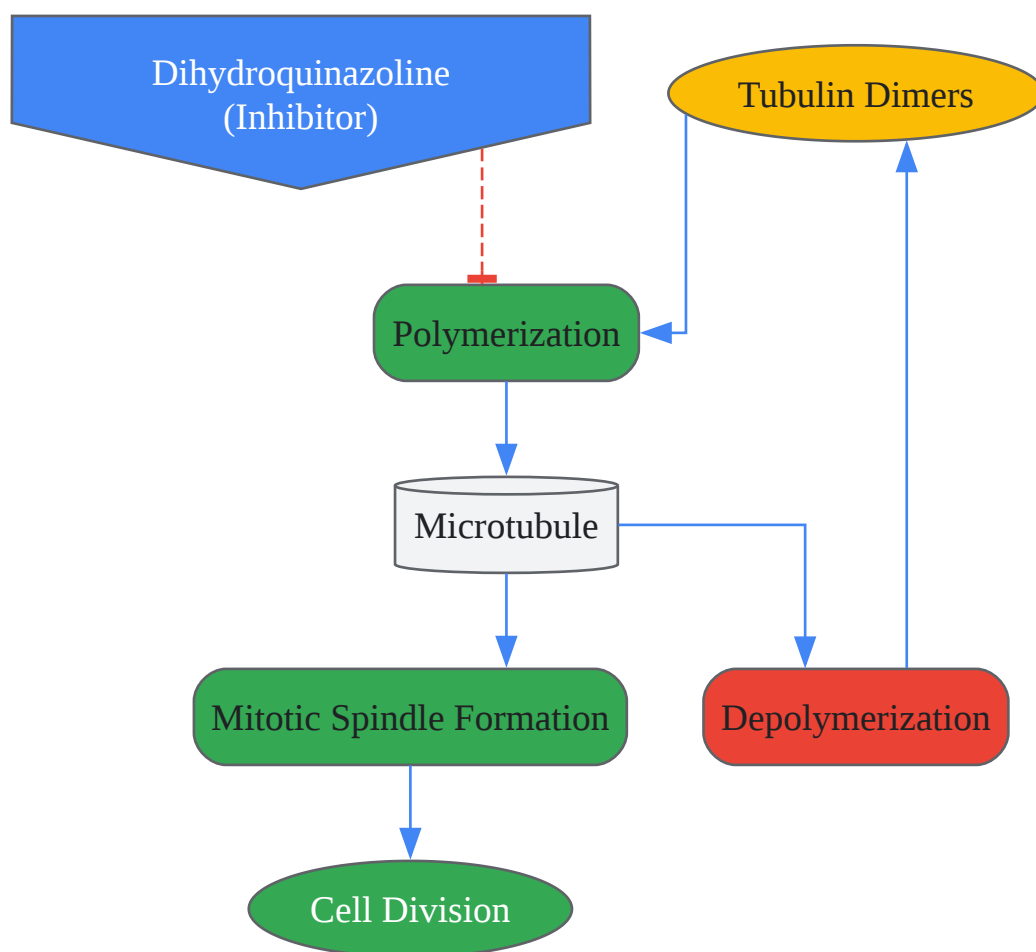 Dihydroquinazoline
(Inhibitor)
Tubulin Dimers
Polymerization
Microtubule
Mitotic Spindle Formation
Depolymerization
Cell Division